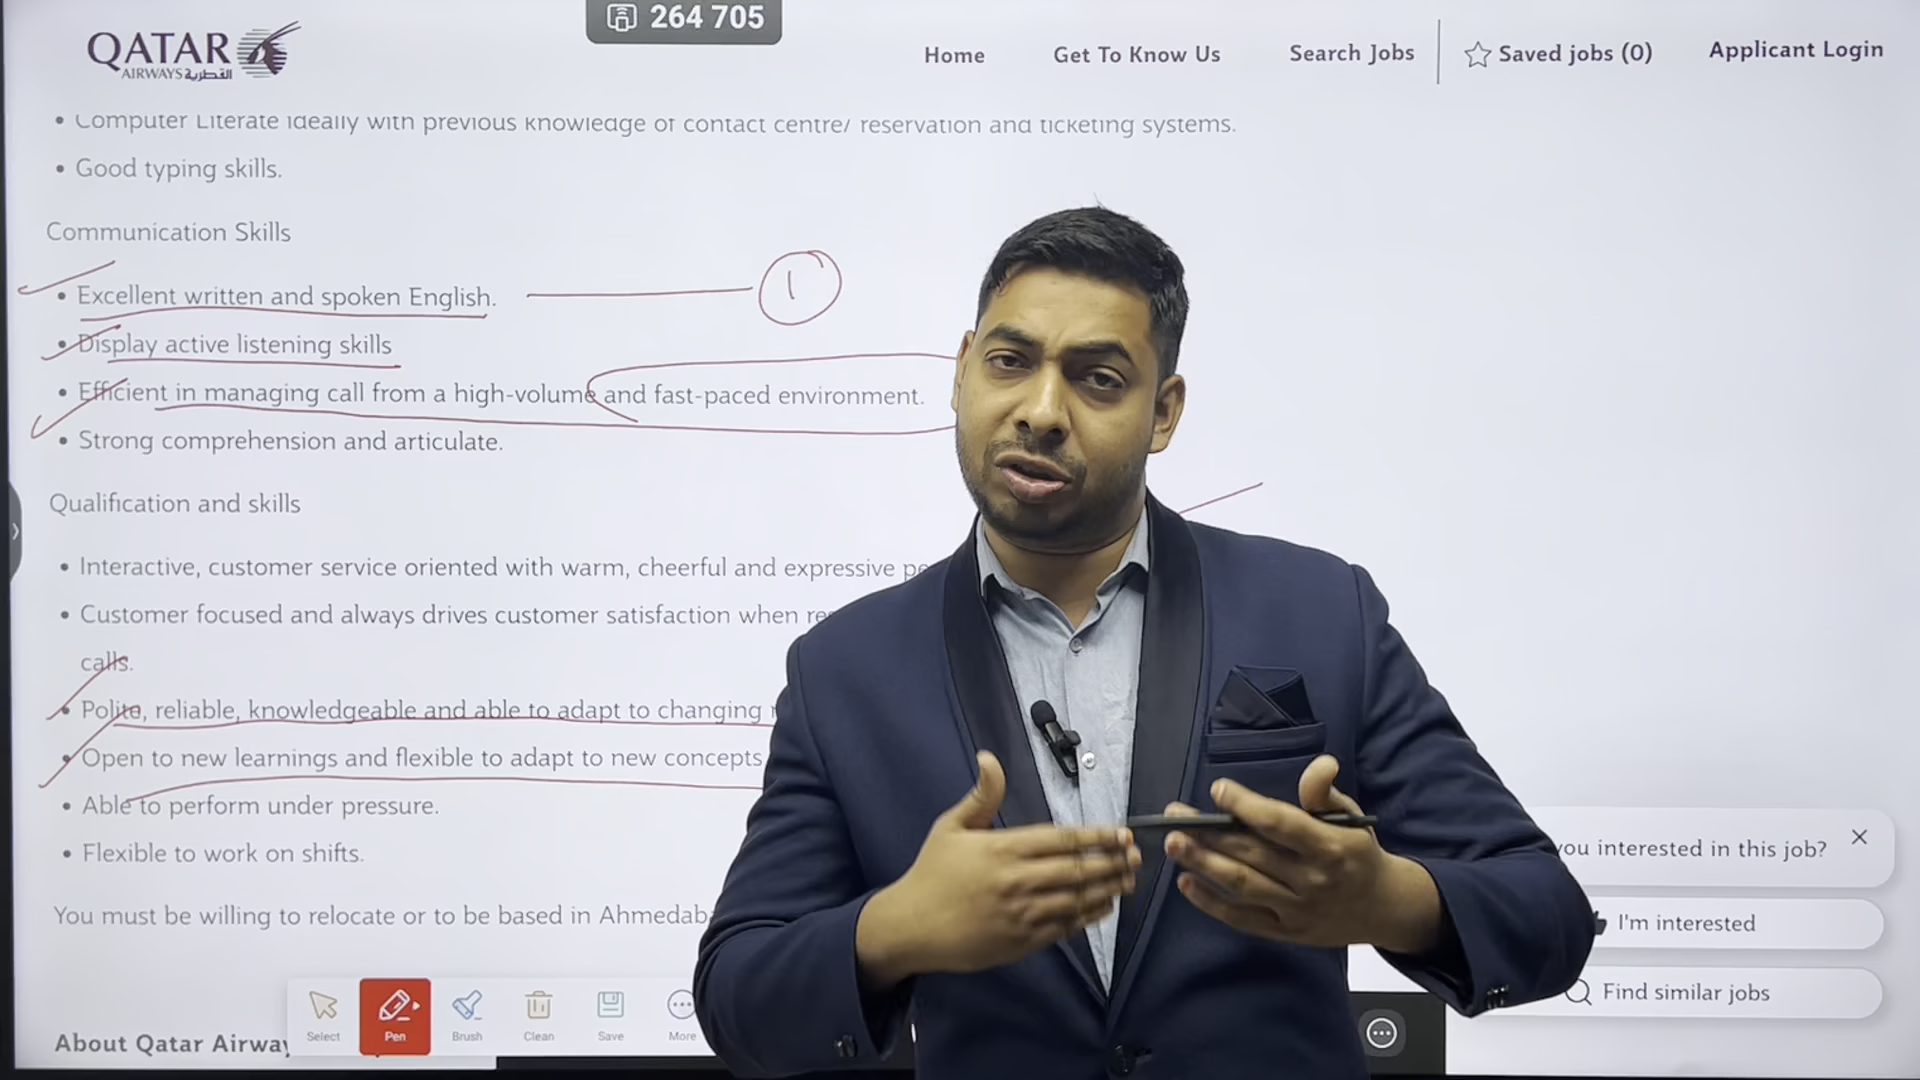 264 705
QATAR
AIRWAYS القطرية
Home
Get To Know Us
Search Jobs
Saved jobs (0)
Applicant Login
• Computer Literate ideally with previous knowledge of contact centre/ reservation and ticketing systems.
• Good typing skills.
Communication Skills
• Excellent written and spoken English.
1
• Display active listening skills
• Efficient in managing call from a high-volume and fast-paced environment.
• Strong comprehension and articulate.
Qualification and skills
• Interactive, customer service oriented with warm, cheerful and expressive
• Customer focused and always drives customer satisfaction when
calls.
• Polite, reliable, knowledgeable and able to adapt to changing
• Open to new learnings and flexible to adapt to new concepts
• Able to perform under pressure.
• Flexible to work on shifts.
You must be willing to relocate or to be based in
you interested in this job?
I'm interested
Find similar jobs
Select
Pen
Brush
Clean
Save
More
About Qatar